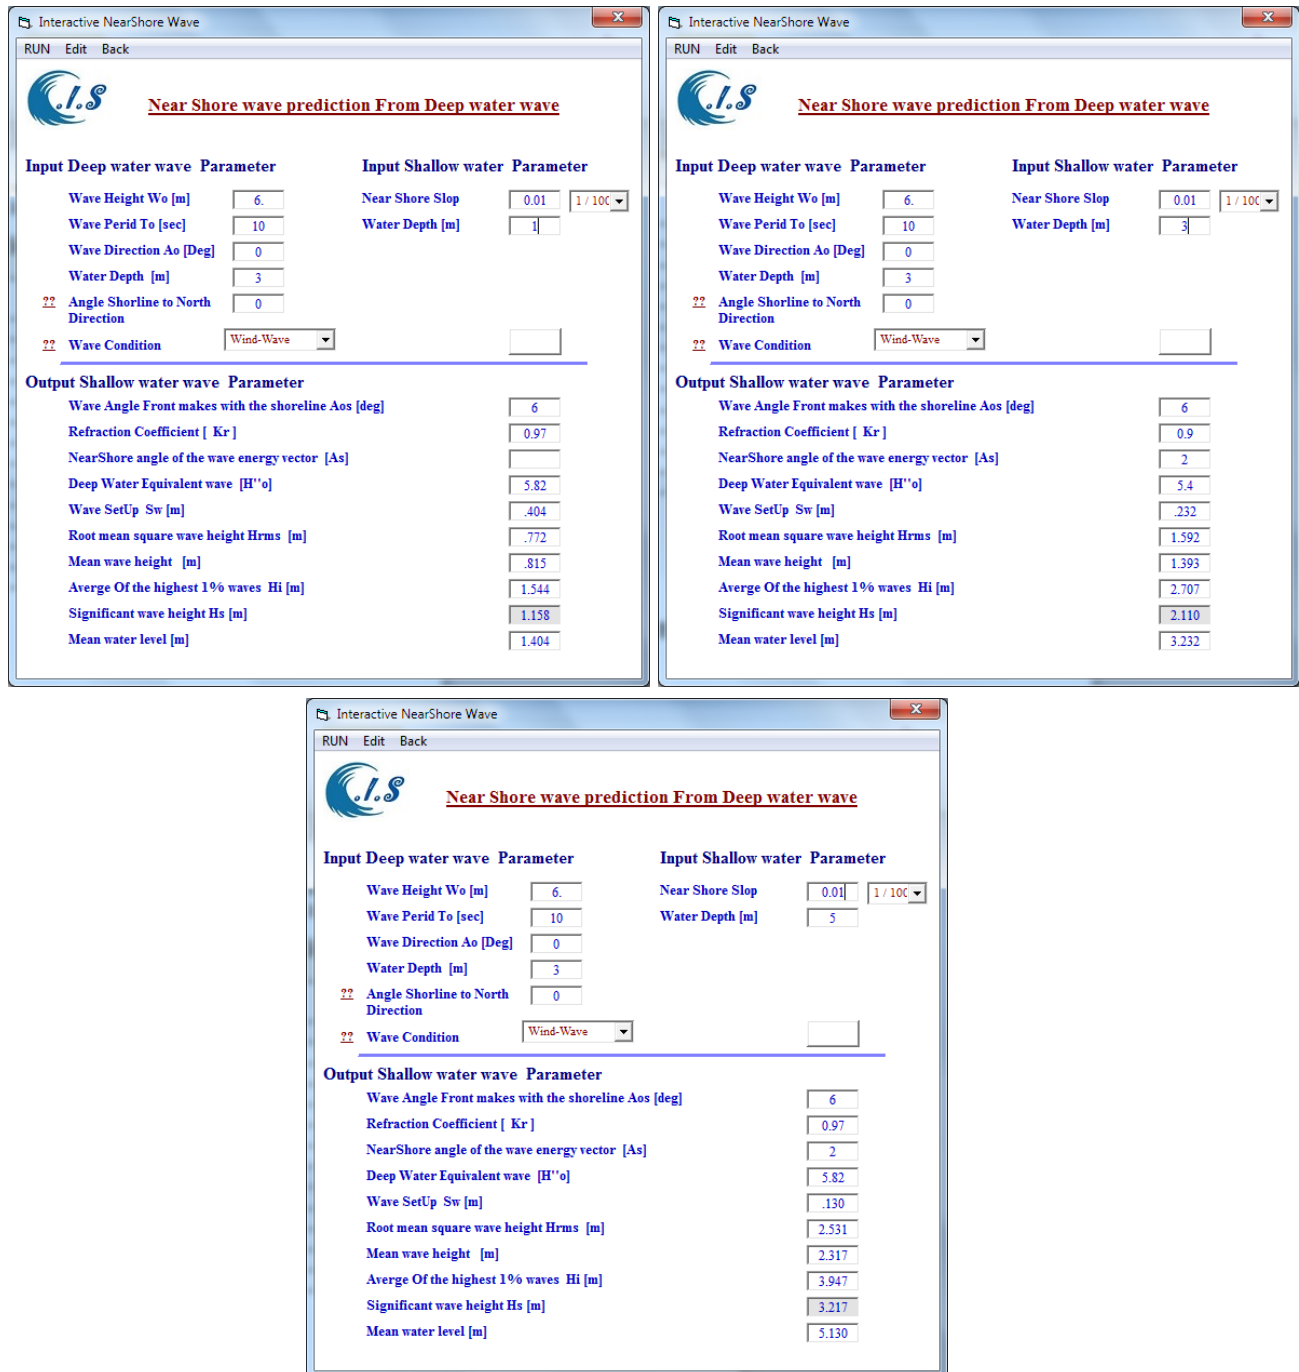 Interactive NearShore Wave
RUN Edit Back
C.I.S
Near Shore wave prediction From Deep water wave
Input Deep water wave Parameter Input Shallow water Parameter
Wave Height Wo [m] 6. Near Shore Slop 0.01 1 / 100
Wave Perid To [sec] 10 Water Depth [m] 1
Wave Direction Ao [Deg] 0
Water Depth [m] 3
?? Angle Shorline to North 0
Direction
?? Wave Condition Wind-Wave
Output Shallow water wave Parameter
Wave Angle Front makes with the shoreline Aos [deg] 6
Refraction Coefficient [ Kr ] 0.97
NearShore angle of the wave energy vector [As]
Deep Water Equivalent wave [H''o] 5.82
Wave SetUp Sw [m] .404
Root mean square wave height Hrms [m] .772
Mean wave height [m] .815
Averge Of the highest 1% waves Hi [m] 1.544
Significant wave height Hs [m] 1.158
Mean water level [m] 1.404
Interactive NearShore Wave
RUN Edit Back
C.I.S
Near Shore wave prediction From Deep water wave
Input Deep water wave Parameter Input Shallow water Parameter
Wave Height Wo [m] 6. Near Shore Slop 0.01 1 / 100
Wave Perid To [sec] 10 Water Depth [m] 3
Wave Direction Ao [Deg] 0
Water Depth [m] 3
?? Angle Shorline to North 0
Direction
?? Wave Condition Wind-Wave
Output Shallow water wave Parameter
Wave Angle Front makes with the shoreline Aos [deg] 6
Refraction Coefficient [ Kr ] 0.9
NearShore angle of the wave energy vector [As] 2
Deep Water Equivalent wave [H''o] 5.4
Wave SetUp Sw [m] .232
Root mean square wave height Hrms [m] 1.592
Mean wave height [m] 1.393
Averge Of the highest 1% waves Hi [m] 2.707
Significant wave height Hs [m] 2.110
Mean water level [m] 3.232
Interactive NearShore Wave
RUN Edit Back
C.I.S
Near Shore wave prediction From Deep water wave
Input Deep water wave Parameter Input Shallow water Parameter
Wave Height Wo [m] 6. Near Shore Slop 0.01 1 / 100
Wave Perid To [sec] 10 Water Depth [m] 5
Wave Direction Ao [Deg] 0
Water Depth [m] 3
?? Angle Shorline to North 0
Direction
?? Wave Condition Wind-Wave
Output Shallow water wave Parameter
Wave Angle Front makes with the shoreline Aos [deg] 6
Refraction Coefficient [ Kr ] 0.97
NearShore angle of the wave energy vector [As] 2
Deep Water Equivalent wave [H''o] 5.82
Wave SetUp Sw [m] .130
Root mean square wave height Hrms [m] 2.531
Mean wave height [m] 2.317
Averge Of the highest 1% waves Hi [m] 3.947
Significant wave height Hs [m] 3.217
Mean water level [m] 5.130